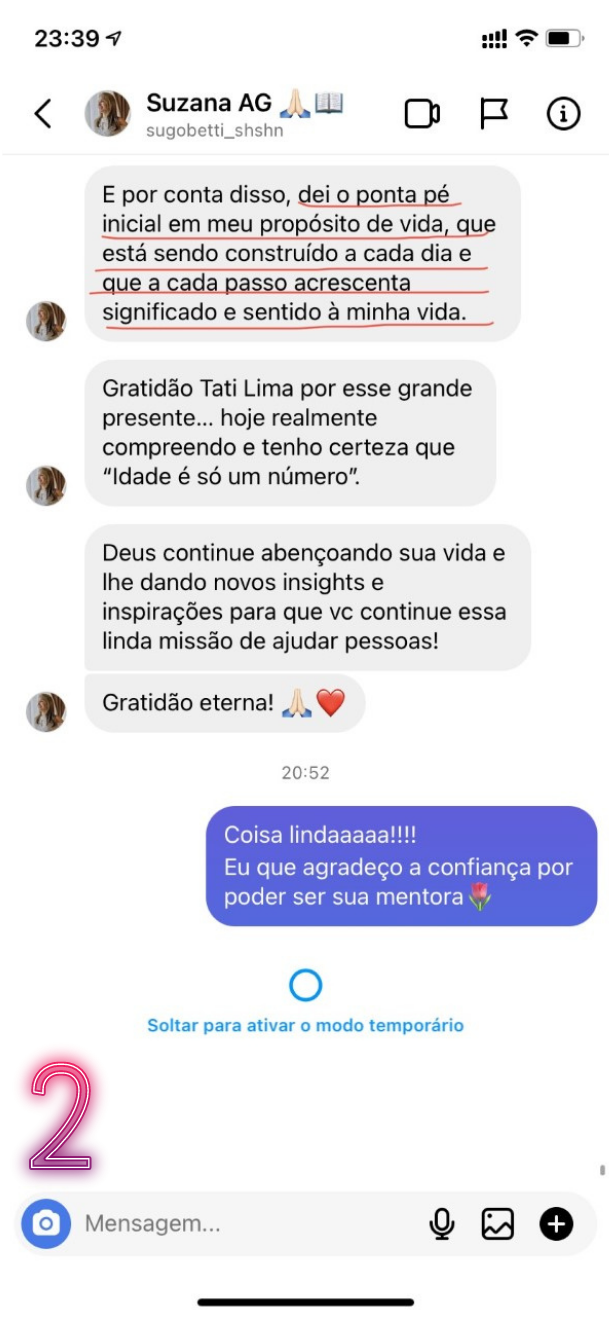 23:39
Suzana AG 🙏🏻📖
sugobetti_shshn
E por conta disso, dei o ponta pé
inicial em meu propósito de vida, que
está sendo construído a cada dia e
que a cada passo acrescenta
significado e sentido à minha vida.
Gratidão Tati Lima por esse grande
presente... hoje realmente
compreendo e tenho certeza que
“Idade é só um número”.
Deus continue abençoando sua vida e
lhe dando novos insights e
inspirações para que vc continue essa
linda missão de ajudar pessoas!
Gratidão eterna! 🙏🏻❤️
20:52
Coisa lindaaaaa!!!!
Eu que agradeço a confiança por
poder ser sua mentora🌷
Soltar para ativar o modo temporário
2
Mensagem...